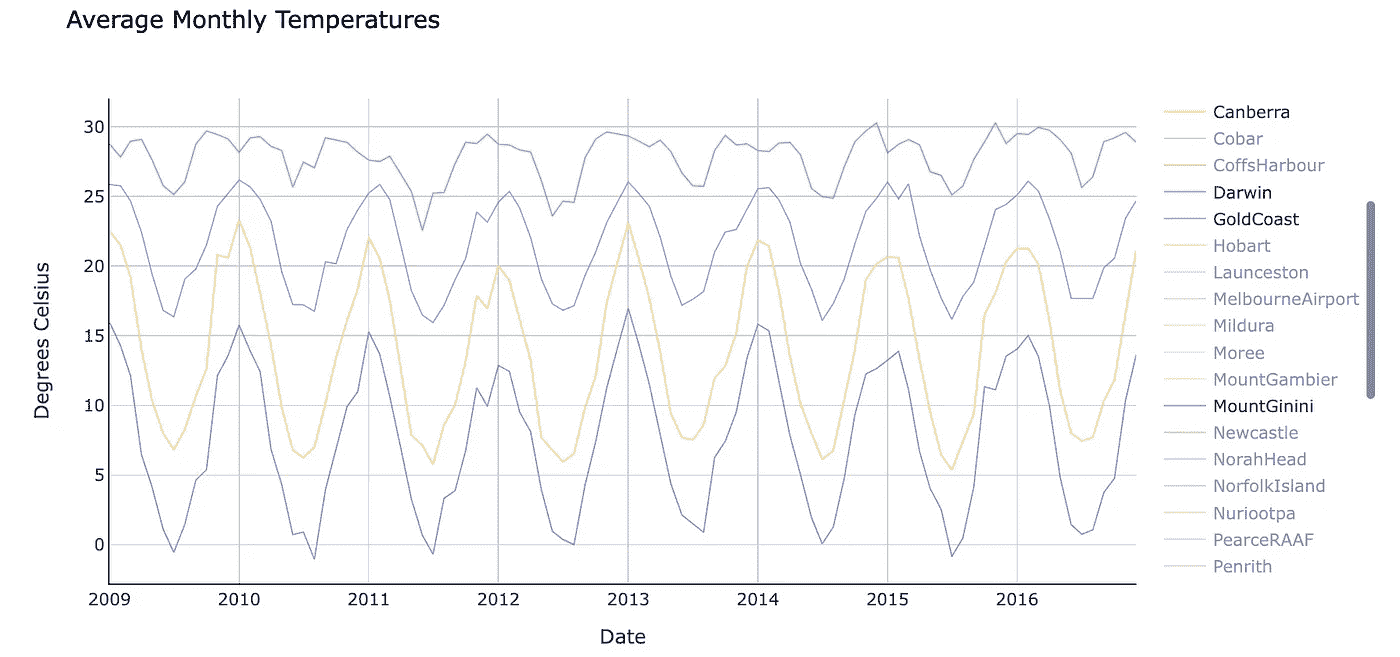 Average Monthly Temperatures
30
25
20
15
10
5
0
Degrees Celsius
2009 2010 2011 2012 2013 2014 2015 2016
Date
Canberra
Cobar
CoffsHarbour
Darwin
GoldCoast
Hobart
Launceston
MelbourneAirport
Mildura
Moree
MountGambier
MountGinini
Newcastle
NorahHead
NorfolkIsland
Nuriootpa
PearceRAAF
Penrith